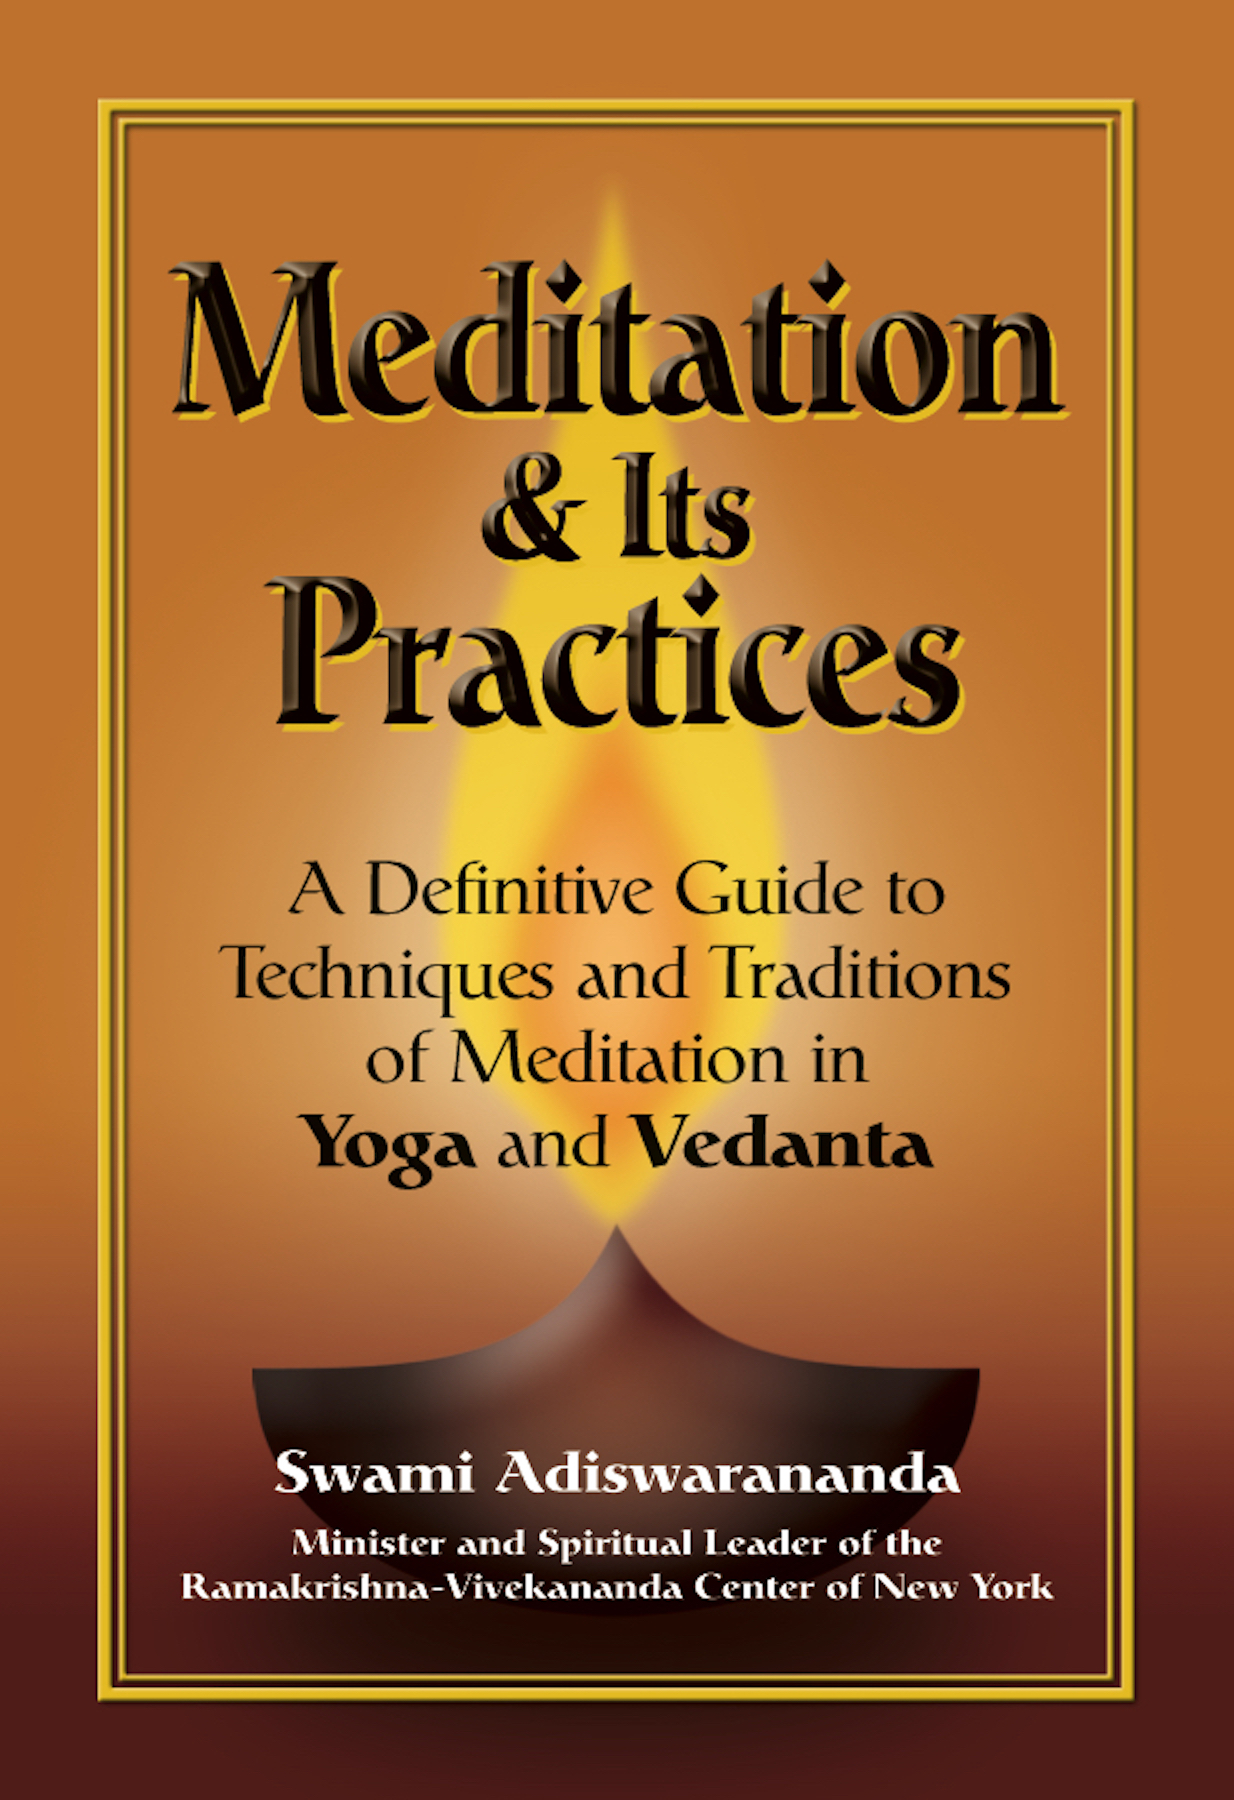 Meditation
& Its
Practices
A Definitive Guide to
Techniques and Traditions
of Meditation in
Yoga and Vedanta
Swami Adiswarananda
Minister and Spiritual Leader of the
Ramakrishna-Vivekananda Center of New York